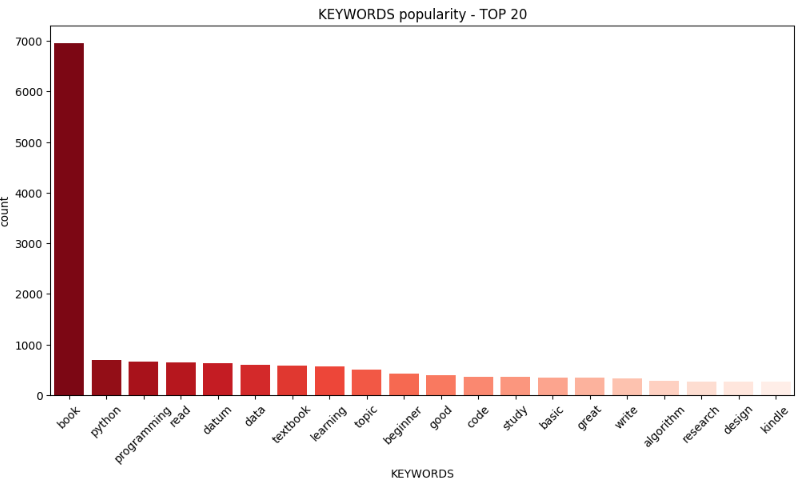 KEYWORDS popularity - TOP 20
7000
6000
5000
4000
3000
2000
1000
0
count
book
python
programming
read
datum
data
textbook
learning
topic
beginner
good
code
study
basic
great
write
algorithm
research
design
kindle
KEYWORDS